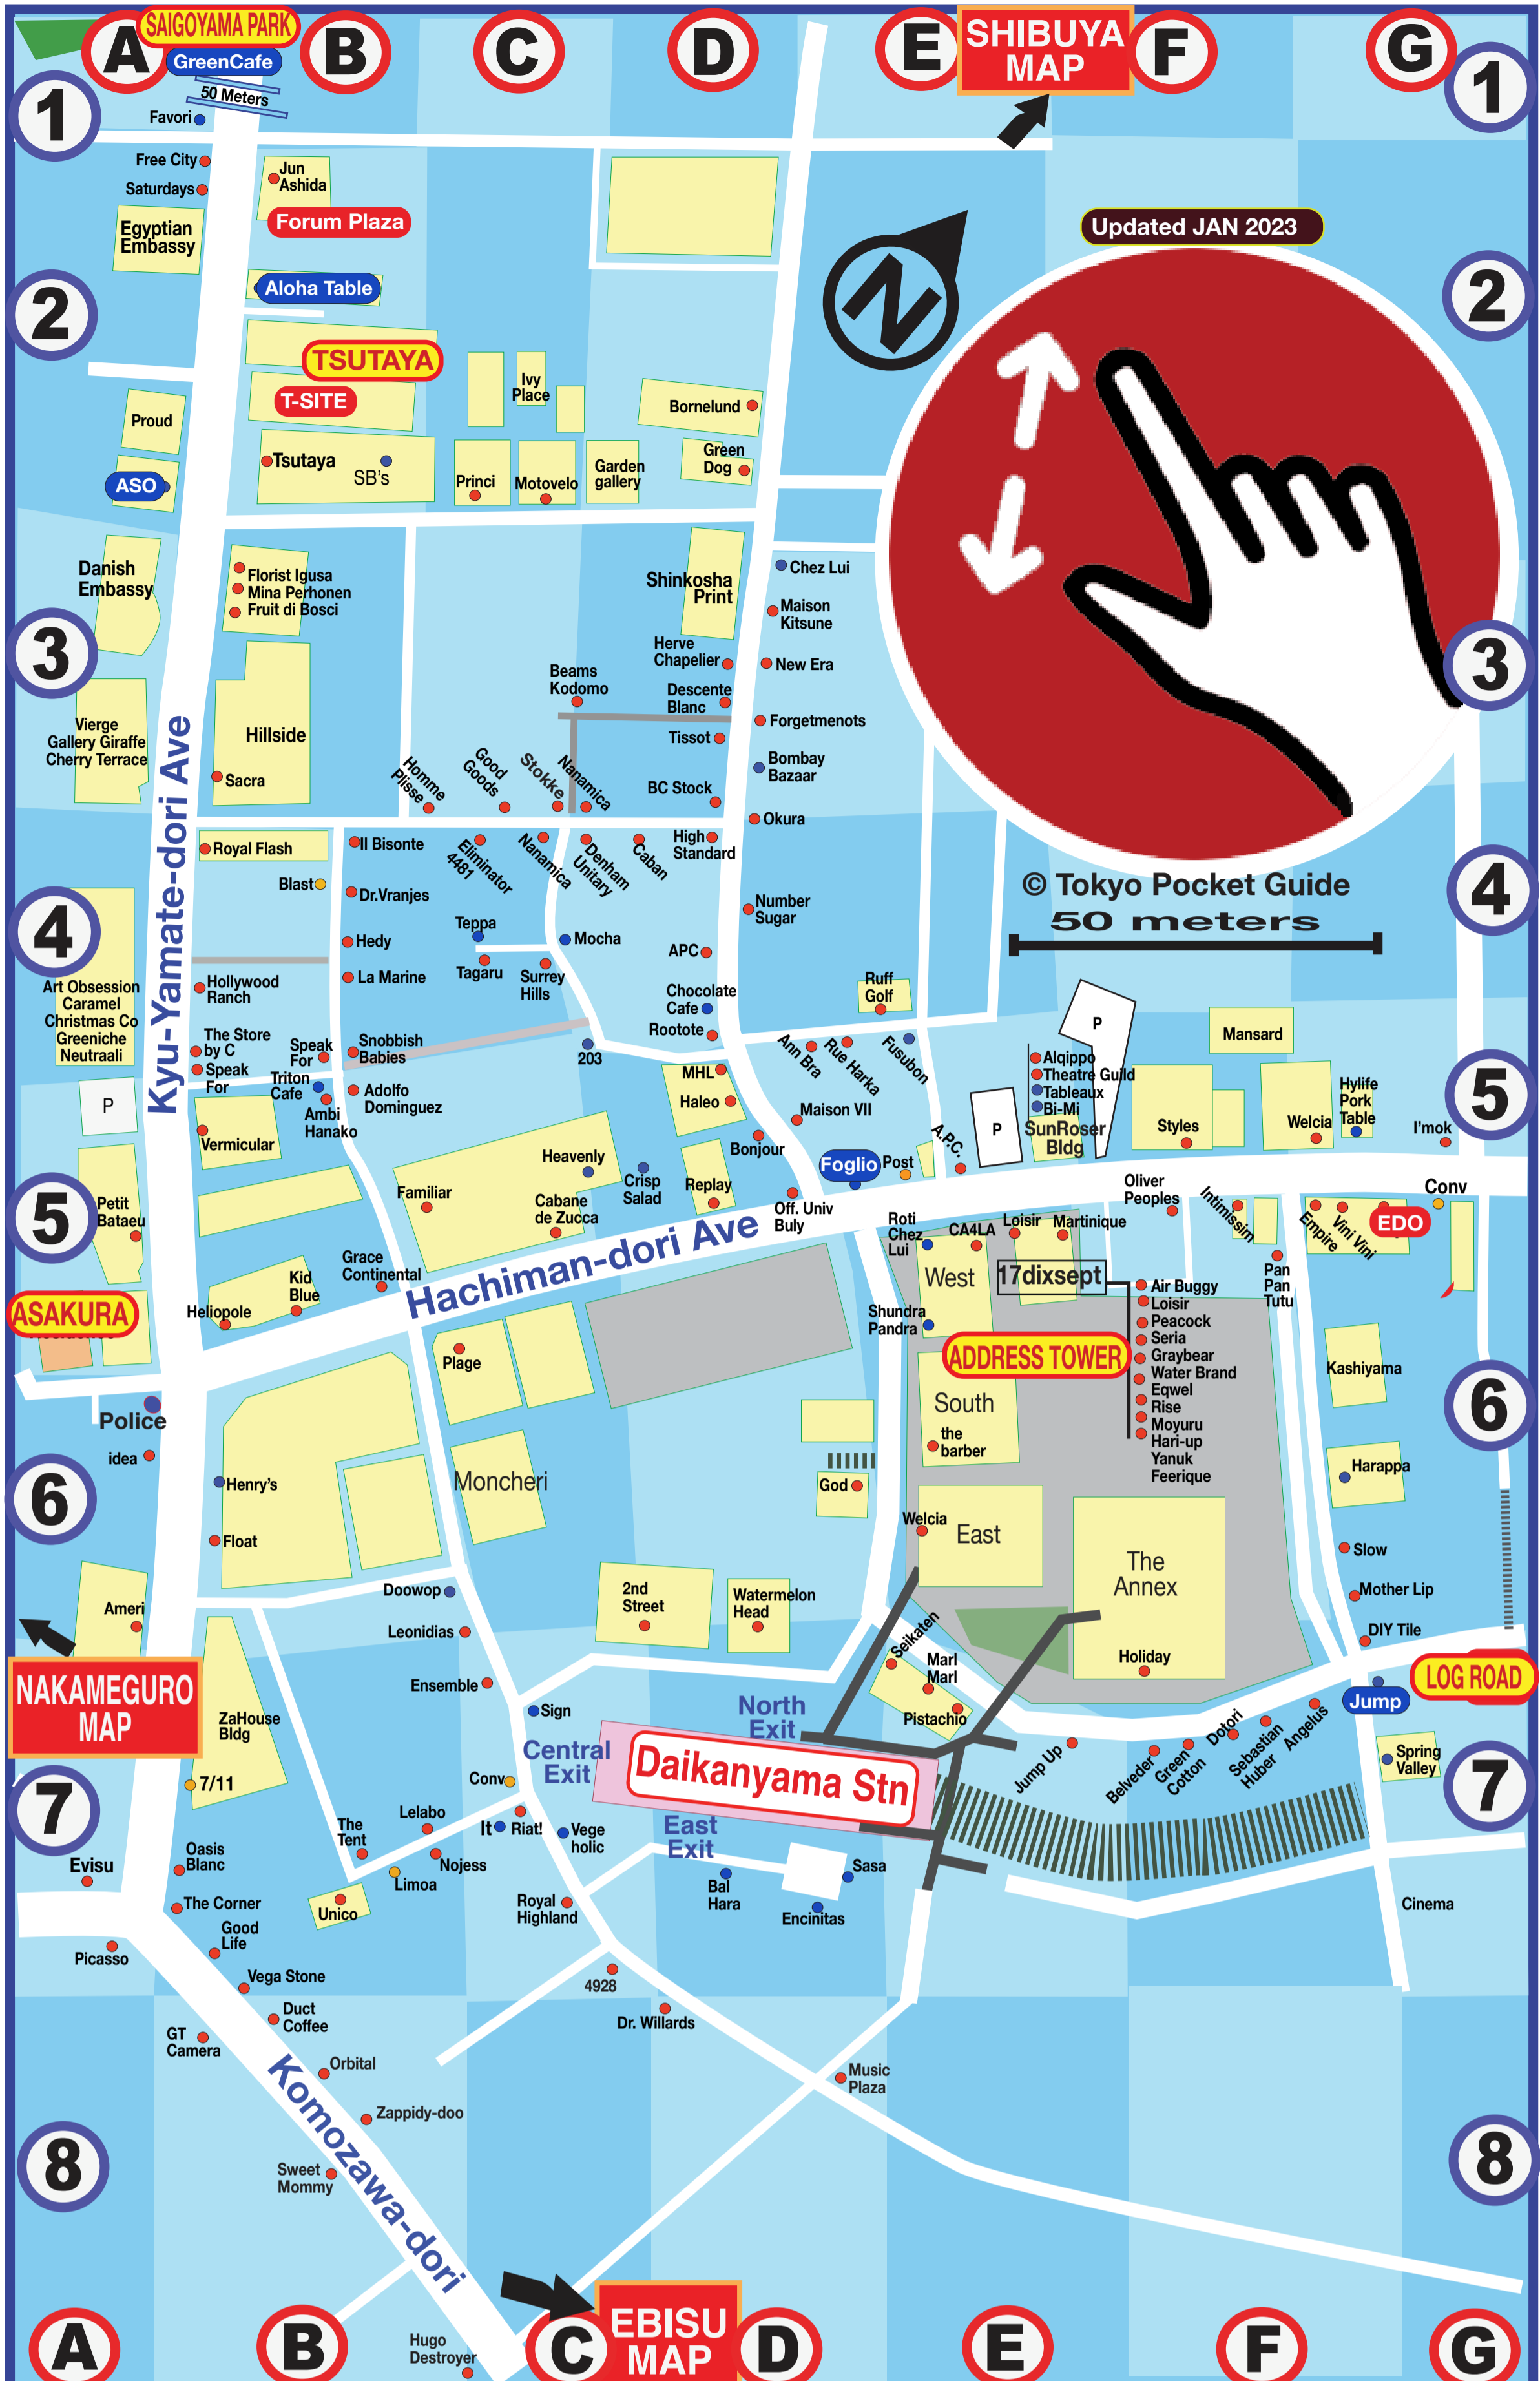 A
SAIGOYAMA PARK
GreenCafe
50 Meters
B
C
D
E
SHIBUYA
MAP
F
G
1
1
Favori
Free City
Saturdays
Egyptian
Embassy
Jun
Ashida
Forum Plaza
Aloha Table
Updated JAN 2023
N
2
2
TSUTAYA
T-SITE
Tsutaya
SB's
Ivy
Place
Princi
Motovelo
Garden
gallery
Bornelund
Green
Dog
Proud
ASO
Danish
Embassy
Florist Igusa
Mina Perhonen
Fruit di Bosci
Shinkosha
Print
Chez Lui
Maison
Kitsune
Herve
Chapelier
New Era
3
3
Beams
Kodomo
Descente
Blanc
Forgetmenots
Tissot
Bombay
Bazaar
BC Stock
Okura
Vierge
Gallery Giraffe
Cherry Terrace
Hillside
Sacra
Kyu-Yamate-dori Ave
Homme
Plisse
Good
Goods
Stokke
Nanamica
Royal Flash
Blast
Il Bisonte
Dr.Vranjes
Hedy
La Marine
Eliminator
4481
Nanamica
Denham
Unitary
Caban
High
Standard
Number
Sugar
© Tokyo Pocket Guide
50 meters
4
4
Teppa
Tagaru
Mocha
Surrey
Hills
APC
Chocolate
Cafe
Rootote
Ruff
Golf
Art Obsession
Caramel
Christmas Co
Greeniche
Neutraali
Hollywood
Ranch
The Store
by C
Speak
For
Speak
For
Triton
Cafe
Ambi
Hanako
Snobbish
Babies
Adolfo
Dominguez
203
MHL
Haleo
Ann Bra
Rue Harka
Fusubon
Maison VII
Bonjour
P
Alqippo
Theatre Guild
Tableaux
Bi-Mi
SunRoser
Bldg
P
Mansard
Styles
Welcia
Hylife
Pork
Table
I'mok
5
5
P
Vermicular
Petit
Bataeu
Familiar
Heavenly
Cabane
de Zucca
Crisp
Salad
Replay
Off. Univ
Buly
Foglio
Post
A.P.C.
Hachiman-dori Ave
Grace
Continental
Kid
Blue
Heliopole
ASAKURA
Roti
Chez
Lui
CA4LA
Loisir
Martinique
Oliver
Peoples
Intimissim
Empire
Vini Vini
EDO
Conv
West
17dixsept
Shundra
Pandra
ADDRESS TOWER
Air Buggy
Loisir
Peacock
Seria
Graybear
Water Brand
Eqwel
Rise
Moyuru
Hari-up
Yanuk
Feerique
Pan
Pan
Tutu
Kashiyama
Harappa
Slow
Mother Lip
DIY Tile
6
6
Police
idea
Plage
Moncheri
Henry's
Float
South
the
barber
God
Welcia
East
The
Annex
Holiday
Doowop
Leonidias
Ensemble
Sign
2nd
Street
Watermelon
Head
Seikaten
Marl
Marl
Pistachio
Ameri
NAKAMEGURO
MAP
ZaHouse
Bldg
7/11
North
Exit
Central
Exit
Daikanyama Stn
East
Exit
Jump Up
Belveder
Green
Cotton
Dotori
Sebastian
Huber
Angelus
Jump
LOG ROAD
Spring
Valley
7
7
Conv
Lelabo
It
Riat!
Vege
holic
The
Tent
Limoa
Nojess
Unico
Royal
Highland
Bal
Hara
Sasa
Encinitas
Cinema
Evisu
Oasis
Blanc
The Corner
Good
Life
Picasso
Vega Stone
Duct
Coffee
GT
Camera
Orbital
Zappidy-doo
Sweet
Mommy
Komozawa-dori
4928
Dr. Willards
Music
Plaza
8
8
Hugo
Destroyer
EBISU
MAP
A
B
C
D
E
F
G